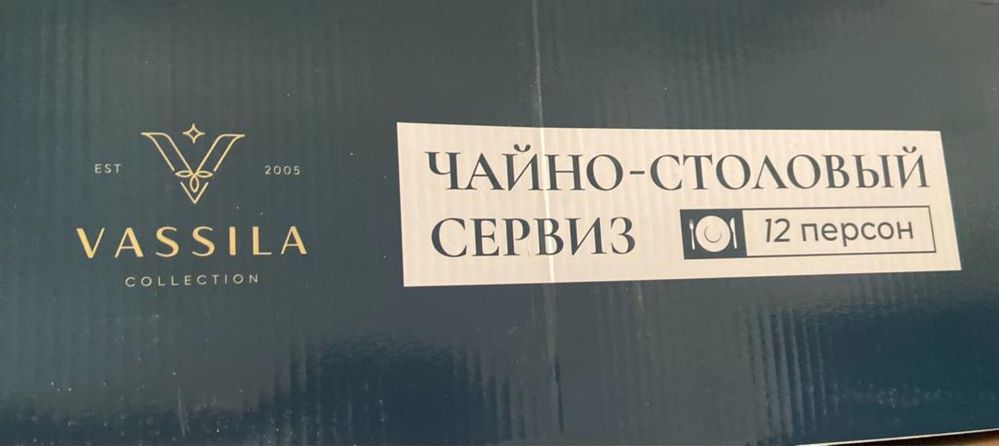 EST 2005
VASSILA
COLLECTION
ЧАЙНО-СТОЛОВЫЙ
СЕРВИЗ
12 персон